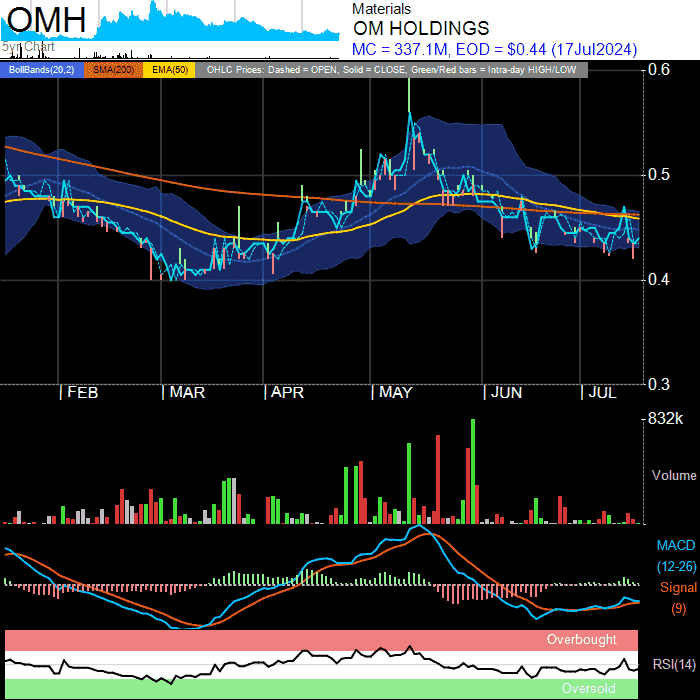 OMH
5yr Chart
Materials
OM HOLDINGS
MC = 337.1M, EOD = $0.44 (17Jul2024)
BollBands(20,2) SMA(200) EMA(50) OHLC Prices: Dashed = OPEN, Solid = CLOSE, Green/Red bars = Intra-day HIGH/LOW
0.6
0.5
0.4
0.3
FEB MAR APR MAY JUN JUL
832k
Volume
MACD
(12-26)
Signal
(9)
Overbought
RSI(14)
Oversold